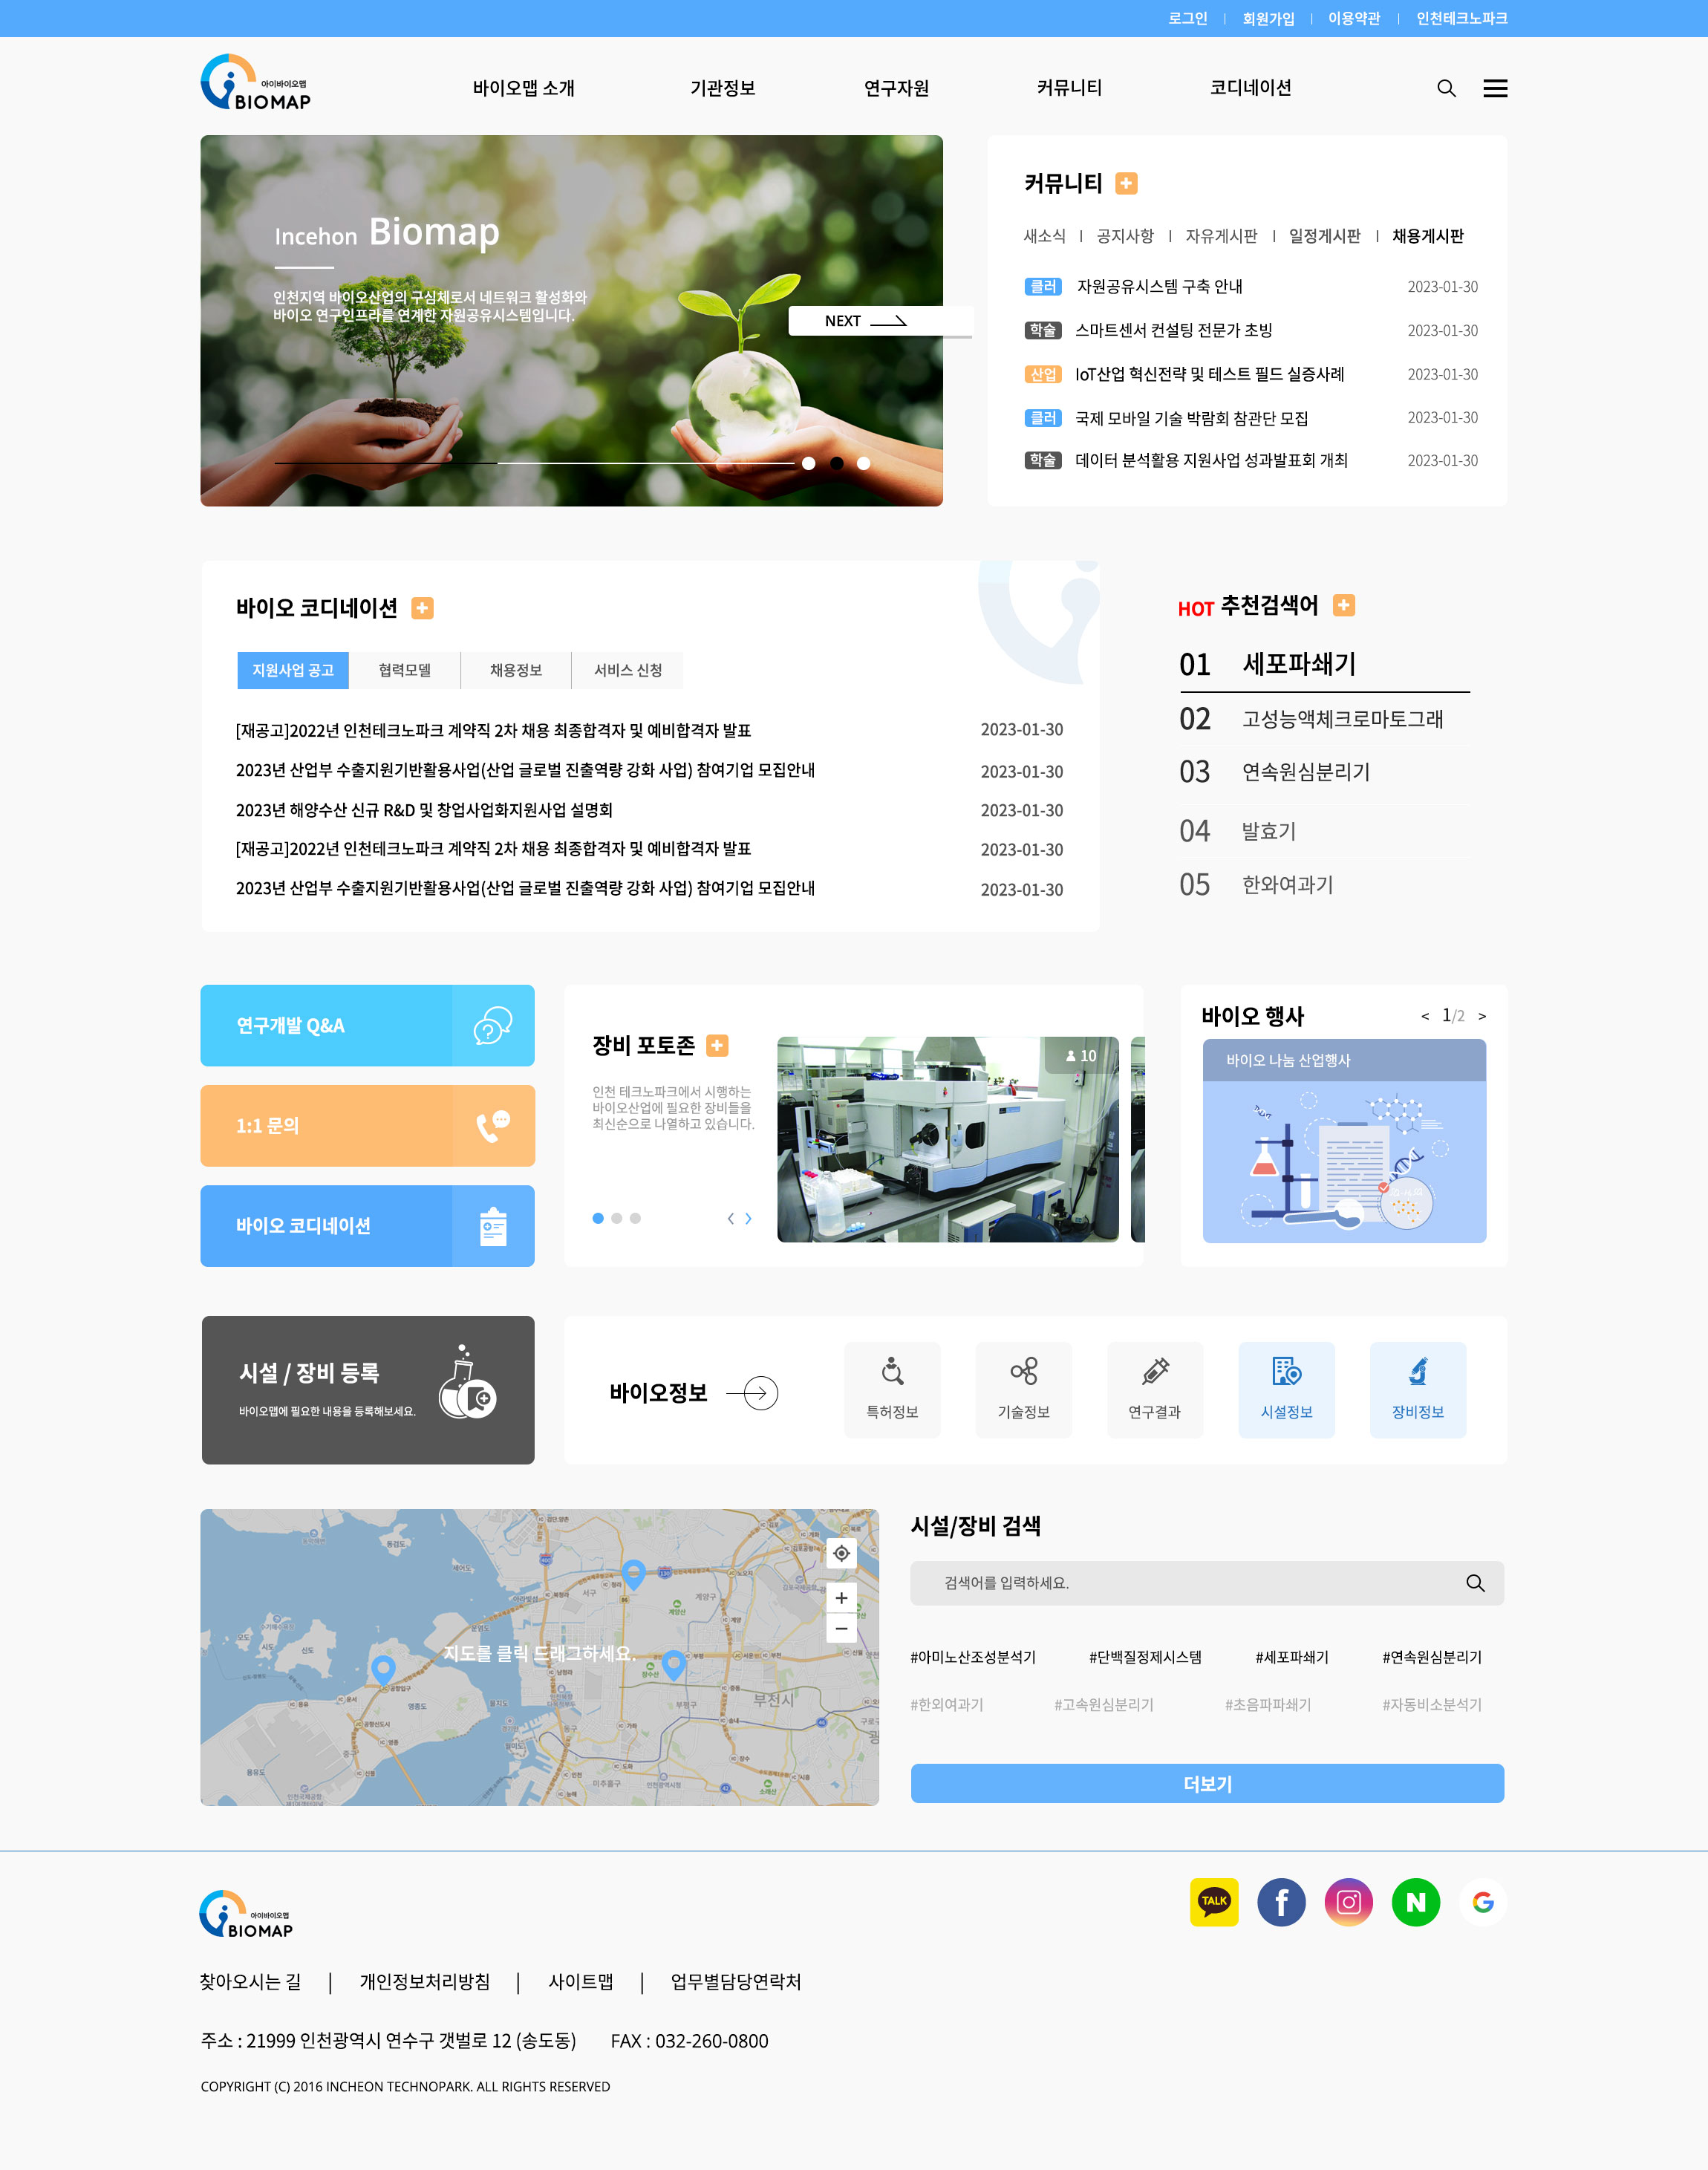 로그인 | 회원가입 | 이용약관 | 인천테크노파크
아이바이오맵
BIOMAP
바이오맵 소개 기관정보 연구자원 커뮤니티 코디네이션
Incehon Biomap
인천지역 바이오산업의 구심체로서 네트워크 활성화와
바이오 연구인프라를 연계한 자원공유시스템입니다.
NEXT
커뮤니티
새소식 | 공지사항 | 자유게시판 | 일정게시판 | 채용게시판
클러 자원공유시스템 구축 안내 2023-01-30
학술 스마트센서 컨설팅 전문가 초빙 2023-01-30
산업 IoT산업 혁신전략 및 테스트 필드 실증사례 2023-01-30
클러 국제 모바일 기술 박람회 참관단 모집 2023-01-30
학술 데이터 분석활용 지원사업 성과발표회 개최 2023-01-30
바이오 코디네이션
지원사업 공고 협력모델 채용정보 서비스 신청
[재공고]2022년 인천테크노파크 계약직 2차 채용 최종합격자 및 예비합격자 발표 2023-01-30
2023년 산업부 수출지원기반활용사업(산업 글로벌 진출역량 강화 사업) 참여기업 모집안내 2023-01-30
2023년 해양수산 신규 R&D 및 창업사업화지원사업 설명회 2023-01-30
[재공고]2022년 인천테크노파크 계약직 2차 채용 최종합격자 및 예비합격자 발표 2023-01-30
2023년 산업부 수출지원기반활용사업(산업 글로벌 진출역량 강화 사업) 참여기업 모집안내 2023-01-30
HOT 추천검색어
01 세포파쇄기
02 고성능액체크로마토그래
03 연속원심분리기
04 발효기
05 한와여과기
연구개발 Q&A
1:1 문의
바이오 코디네이션
장비 포토존
인천 테크노파크에서 시행하는
바이오산업에 필요한 장비들을
최신순으로 나열하고 있습니다.
10
바이오 행사
< 1/2 >
바이오 나눔 산업행사
시설 / 장비 등록
바이오맵에 필요한 내용을 등록해보세요.
바이오정보
특허정보 기술정보 연구결과 시설정보 장비정보
지도를 클릭 드래그하세요.
서구
계양구
계양산
부평구
부천시
영종도
중구
동구
미추홀구
시도
신도
시설/장비 검색
검색어를 입력하세요.
#아미노산조성분석기 #단백질정제시스템 #세포파쇄기 #연속원심분리기
#한외여과기 #고속원심분리기 #초음파파쇄기 #자동비소분석기
더보기
아이바이오맵
BIOMAP
TALK
f
N
G
찾아오시는 길 | 개인정보처리방침 | 사이트맵 | 업무별담당연락처
주소 : 21999 인천광역시 연수구 갯벌로 12 (송도동) FAX : 032-260-0800
COPYRIGHT (C) 2016 INCHEON TECHNOPARK. ALL RIGHTS RESERVED